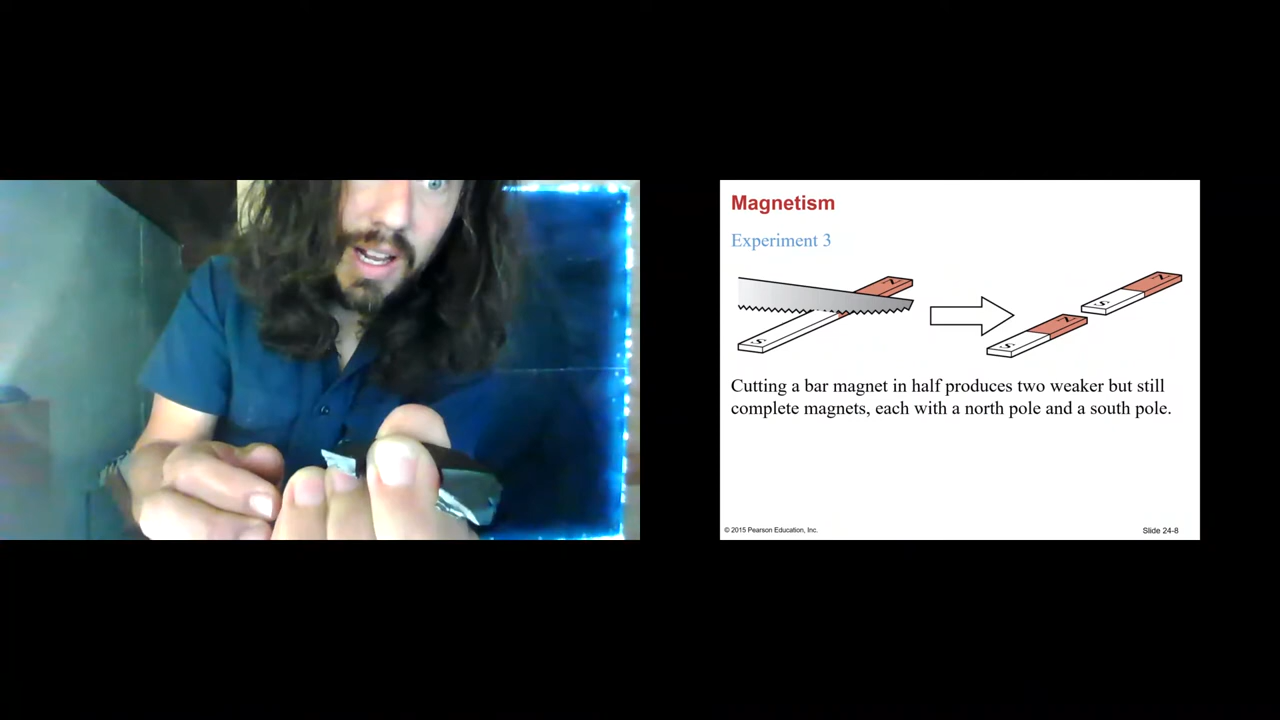 Magnetism
Experiment 3
N
S
N
S
N
S
Cutting a bar magnet in half produces two weaker but still
complete magnets, each with a north pole and a south pole.
© 2015 Pearson Education, Inc.
Slide 24-8